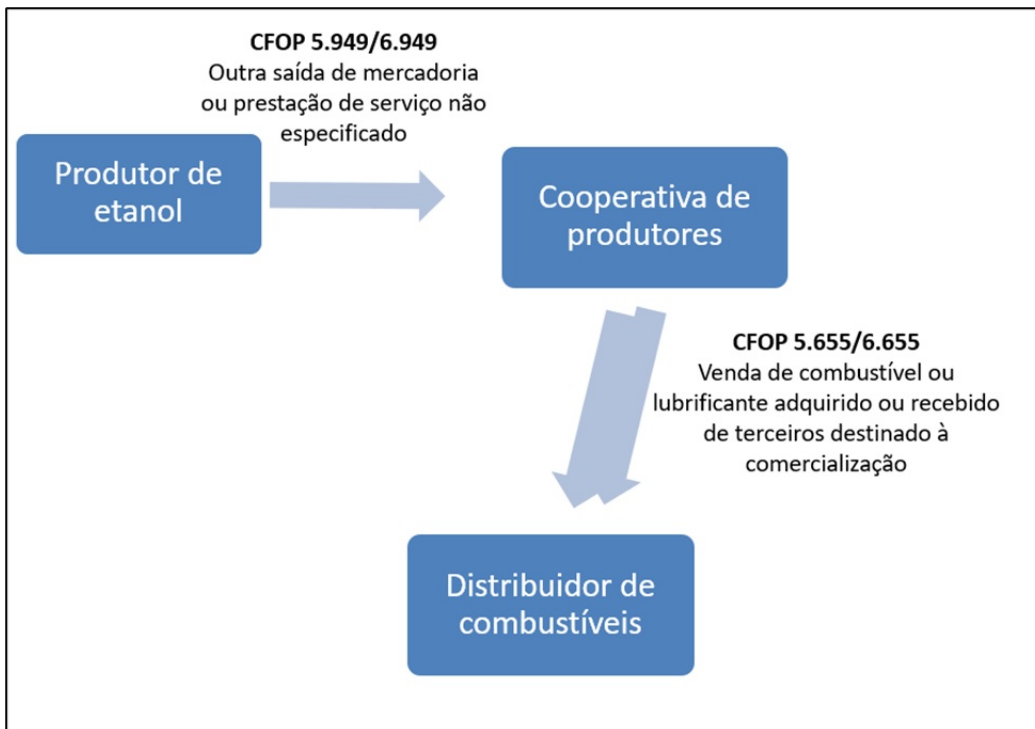 CFOP 5.949/6.949
Outra saída de mercadoria
ou prestação de serviço não
especificado
Produtor de
etanol
Cooperativa de
produtores
CFOP 5.655/6.655
Venda de combustível ou
lubrificante adquirido ou recebido
de terceiros destinado à
comercialização
Distribuidor de
combustíveis